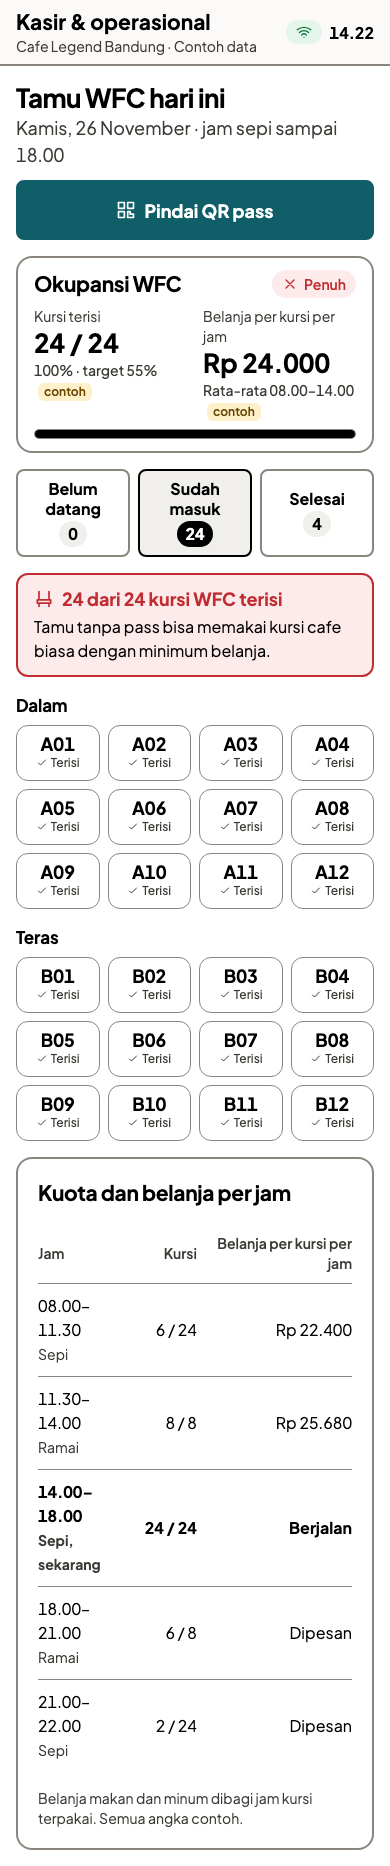 Kasir & operasional
Cafe Legend Bandung · Contoh data
14.22
Tamu WFC hari ini
Kamis, 26 November · jam sepi sampai
18.00
Pindai QR pass
Okupansi WFC
Penuh
Kursi terisi
24 / 24
100% · target 55%
contoh
Belanja per kursi per
jam
Rp 24.000
Rata-rata 08.00–14.00
contoh
Belum
datang
0
Sudah
masuk
24
Selesai
4
24 dari 24 kursi WFC terisi
Tamu tanpa pass bisa memakai kursi cafe
biasa dengan minimum belanja.
Dalam
A01 A02 A03 A04
Terisi Terisi Terisi Terisi
A05 A06 A07 A08
Terisi Terisi Terisi Terisi
A09 A10 A11 A12
Terisi Terisi Terisi Terisi
Teras
B01 B02 B03 B04
Terisi Terisi Terisi Terisi
B05 B06 B07 B08
Terisi Terisi Terisi Terisi
B09 B10 B11 B12
Terisi Terisi Terisi Terisi
Kuota dan belanja per jam
Jam Kursi Belanja per kursi per
jam
08.00–
11.30 6 / 24 Rp 22.400
Sepi
11.30–
14.00 8 / 8 Rp 25.680
Ramai
14.00–
18.00 24 / 24 Berjalan
Sepi,
sekarang
18.00–
21.00 6 / 8 Dipesan
Ramai
21.00–
22.00 2 / 24 Dipesan
Sepi
Belanja makan dan minum dibagi jam kursi
terpakai. Semua angka contoh.